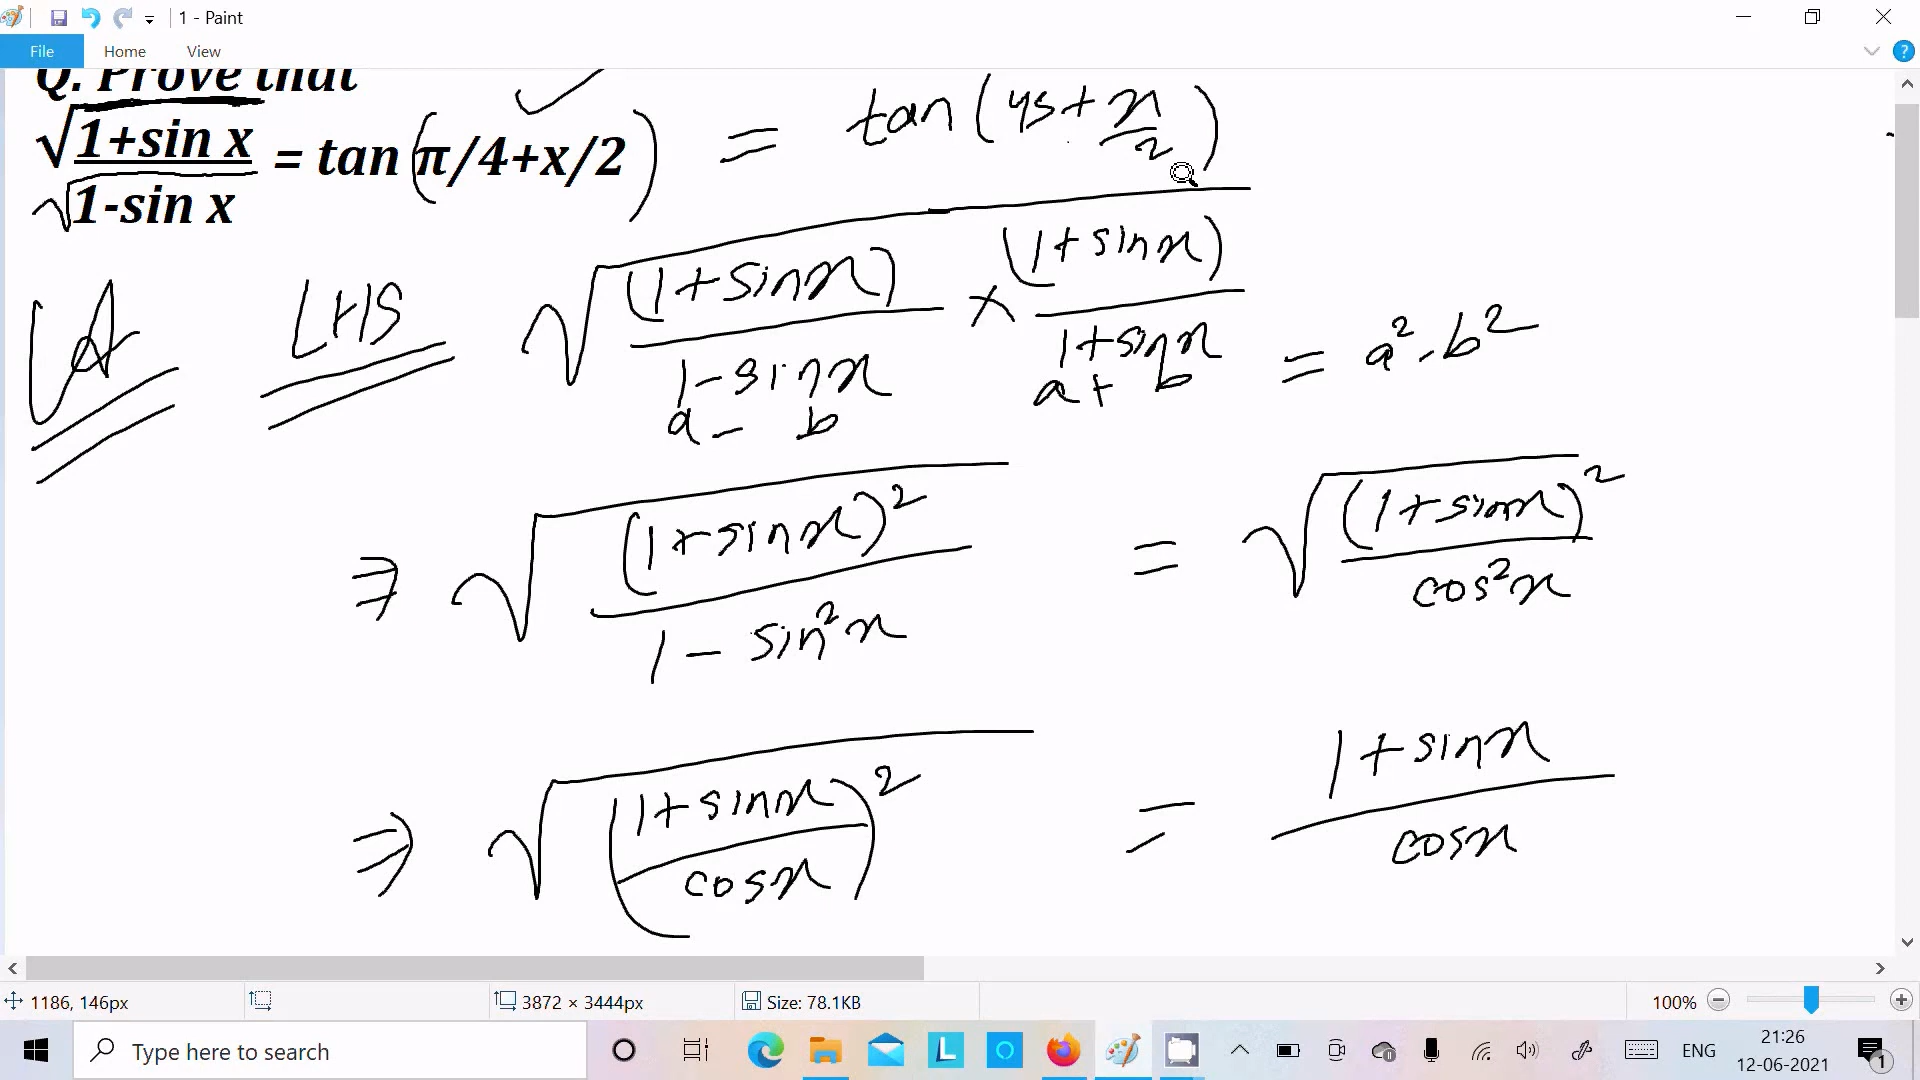 1 - Paint
File Home View
Q. Prove that
√1+sin x / √1-sin x = tan(π/4+x/2) = tan(45+x/2)
LHS √((1+sinx)/(1-sinx) × (1+sinx)/(1+sinx)) = a²-b²
a - b a + b
⇒ √((1+sinx)²/(1-sin²x)) = √((1+sinx)²/cos²x)
⇒ √((1+sinx)/cosx)² = (1+sinx)/cosx
1186, 146px 3872 × 3444px Size: 78.1KB 100%
Type here to search
L
ENG
21:26
12-06-2021
1